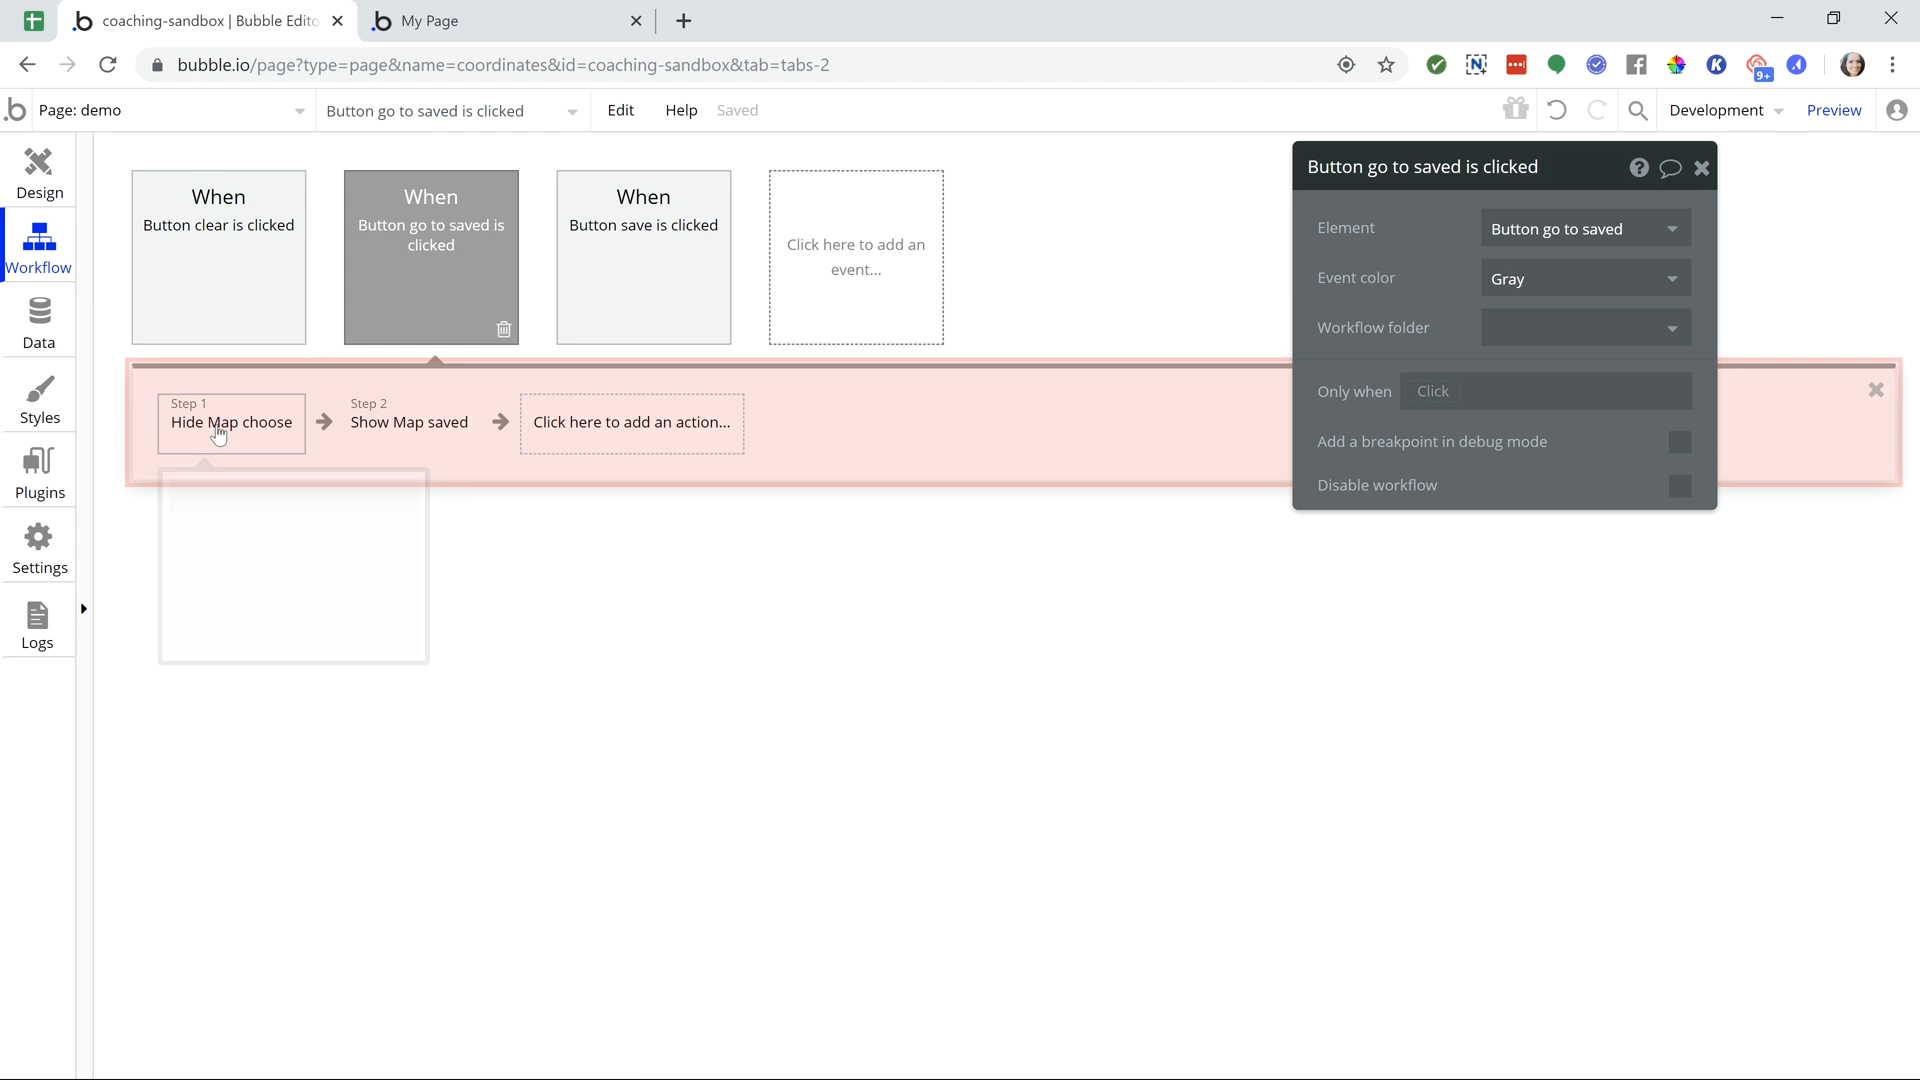 coaching-sandbox | Bubble Edito
My Page
bubble.io/page?type=page&name=coordinates&id=coaching-sandbox&tab=tabs-2
9+
Page: demo
Button go to saved is clicked
Edit
Help
Saved
Development
Preview
Design
Workflow
Data
Styles
Plugins
Settings
Logs
When
Button clear is clicked
When
Button go to saved is
clicked
When
Button save is clicked
Click here to add an
event...
Step 1
Hide Map choose
Step 2
Show Map saved
Click here to add an action...
Button go to saved is clicked
Element
Button go to saved
Event color
Gray
Workflow folder
Only when
Click
Add a breakpoint in debug mode
Disable workflow